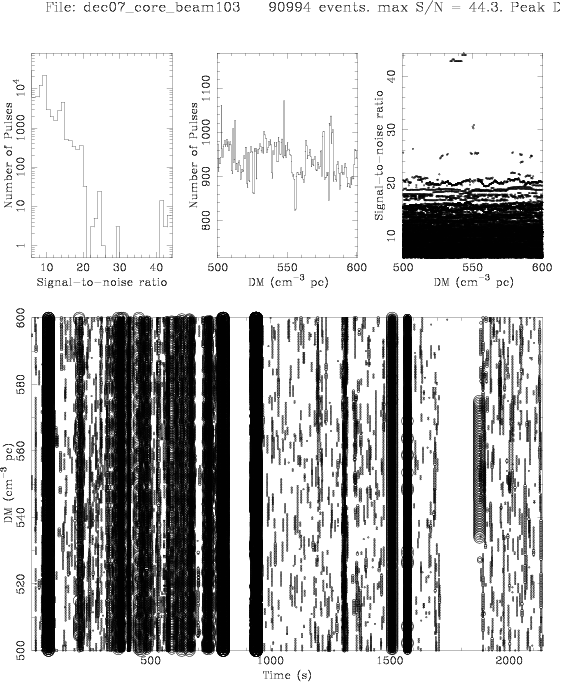 File: dec07_core_beam103 90994 events. max S/N = 44.3. Peak D
Number of Pulses
1 10 100 1000 10^4
10 20 30 40
Signal-to-noise ratio
Number of Pulses
800 900 1000 1100
500 550 600
DM (cm^-3 pc)
Signal-to-noise ratio
10 20 30 40
500 550 600
DM (cm^-3 pc)
DM (cm^-3 pc)
500 520 540 560 580 600
500 1000 1500 2000
Time (s)